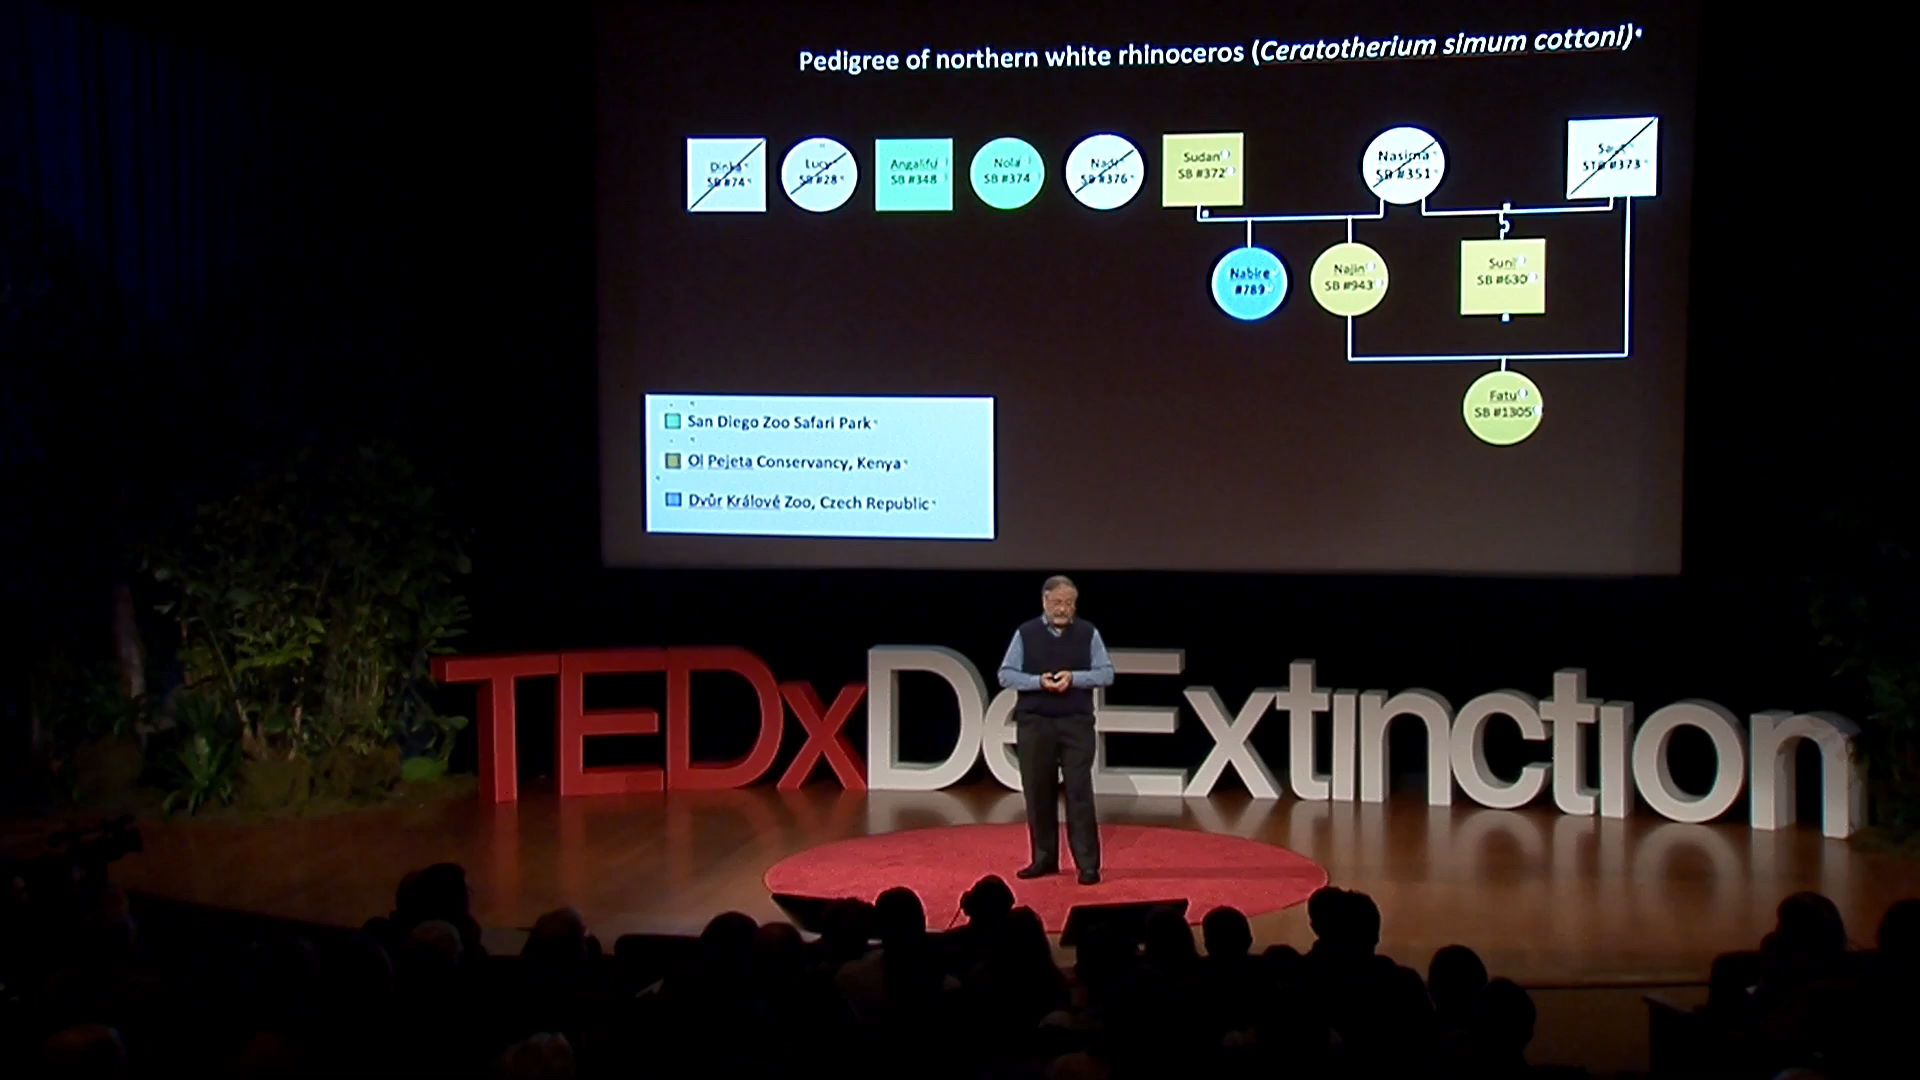 Pedigree of northern white rhinoceros (Ceratotherium simum cottoni)
Dinka
SB #74
Lucy
SB #28
Angalifu
SB #348
Nola
SB #374
Nadi
SB #376
Sudan
SB #372
Nasima
SB #351
#373
Nabire
#789
Najin
SB #943
Suni
SB #630
Fatu
SB #1305
San Diego Zoo Safari Park
Ol Pejeta Conservancy, Kenya
Dvůr Králové Zoo, Czech Republic
TEDxDeExtinction